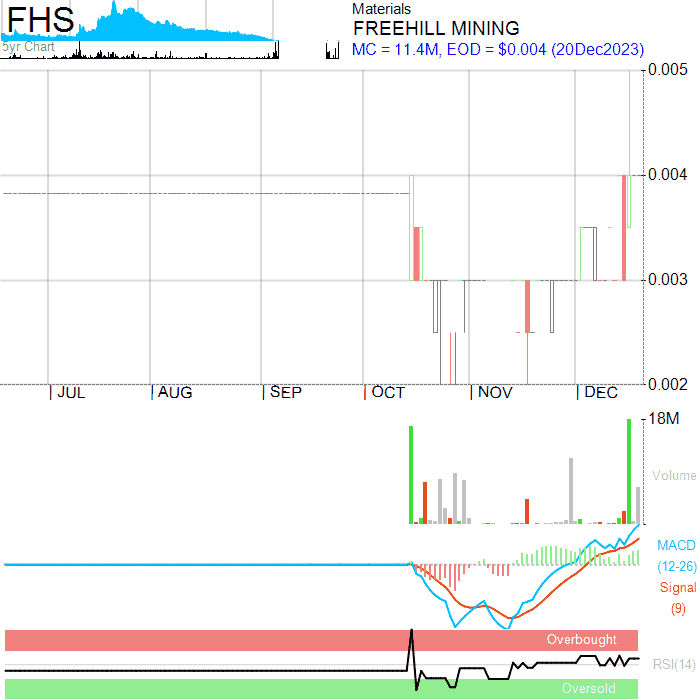 FHS
5yr Chart
Materials
FREEHILL MINING
MC = 11.4M, EOD = $0.004 (20Dec2023)
0.005
0.004
0.003
0.002
JUL AUG SEP OCT NOV DEC
18M
Volume
MACD
(12-26)
Signal
(9)
Overbought
RSI(14)
Oversold